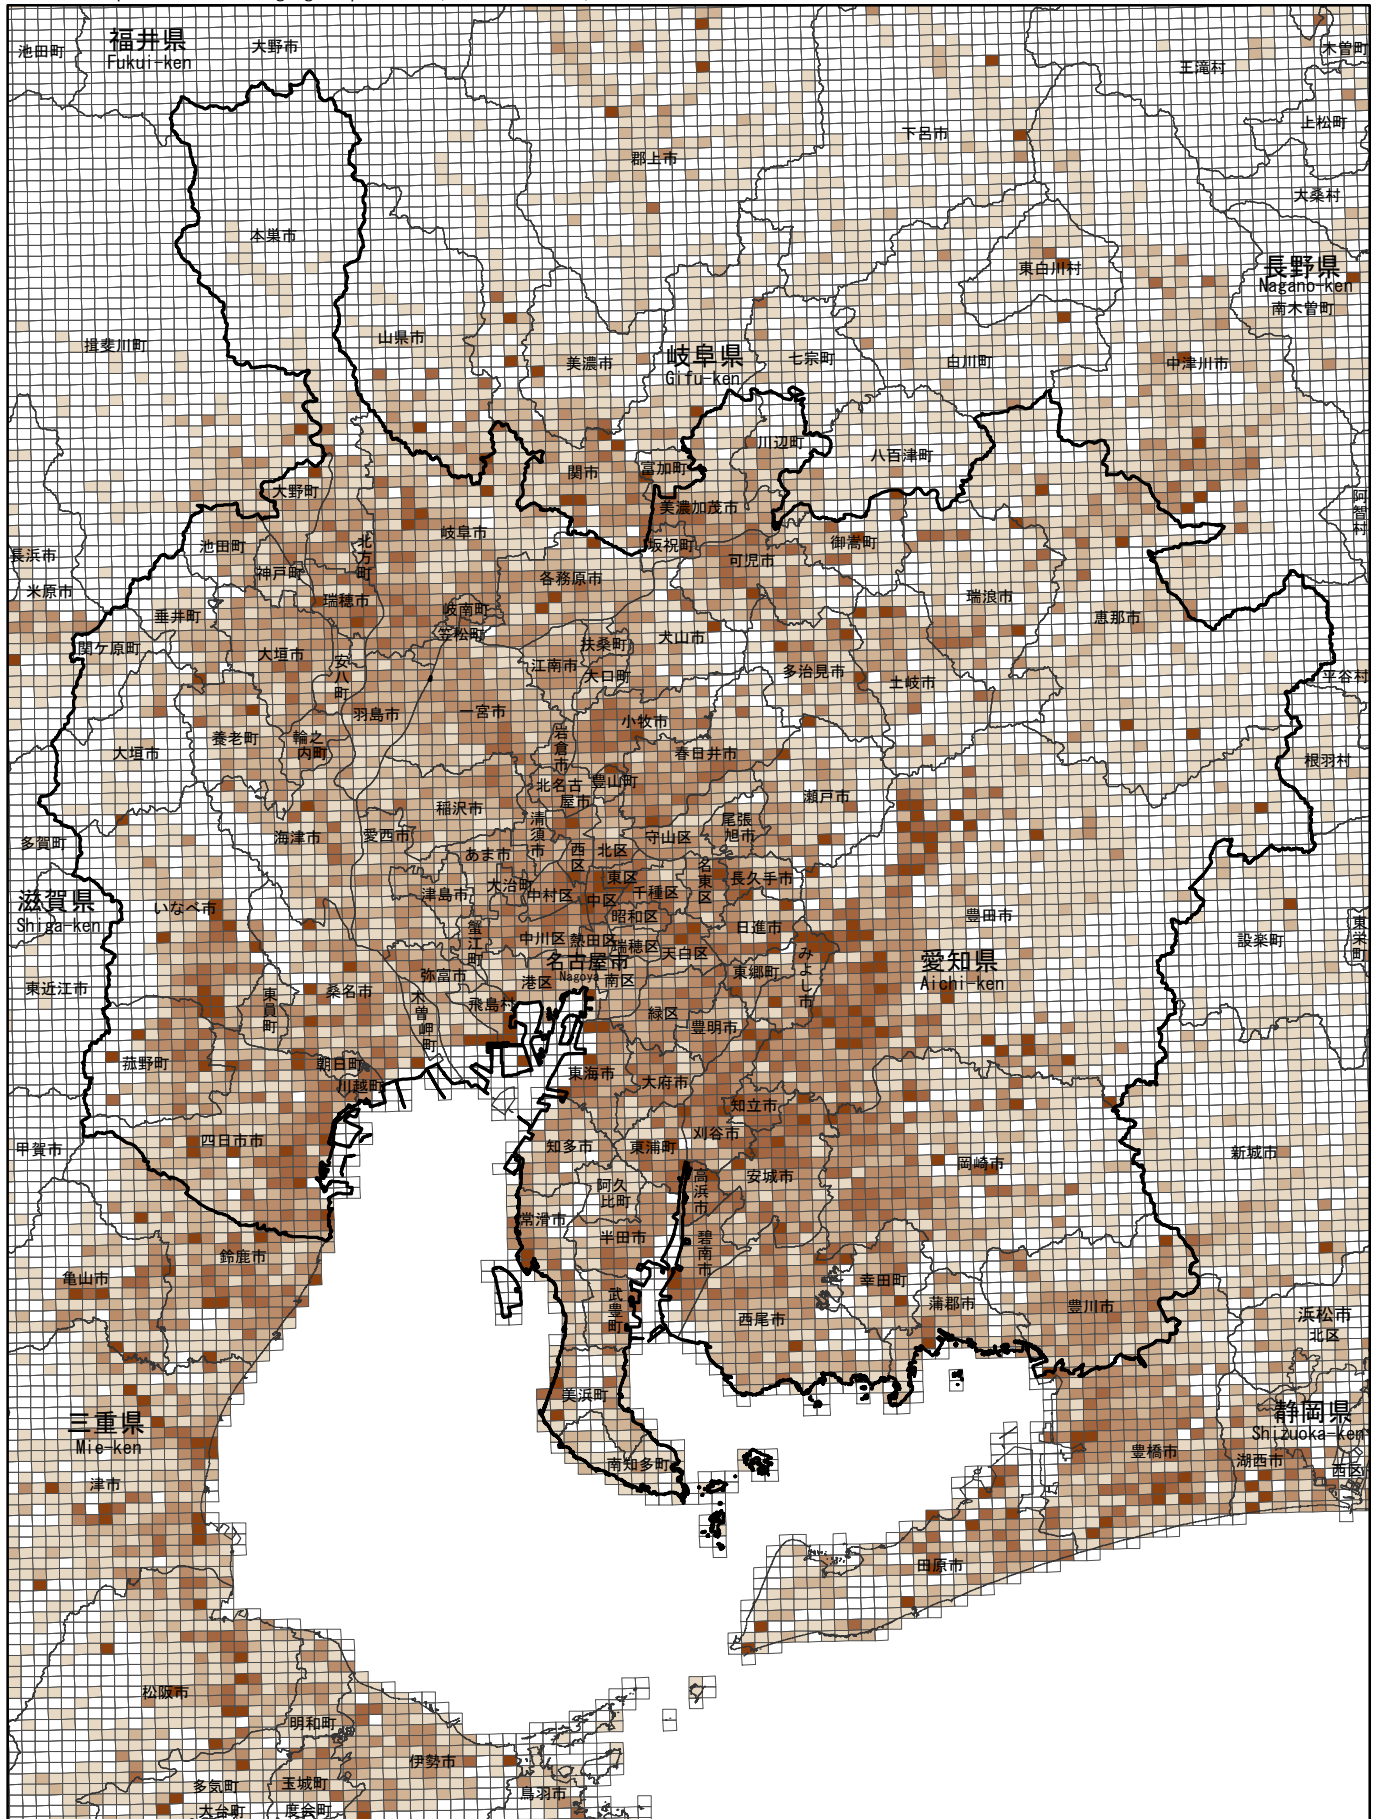 池田町
福井県
Fukui-ken
大野市
王滝村
木曽町
上松町
下呂市
郡上市
大桑村
本巣市
東白川村
長野県
Nagano-ken
南木曽町
揖斐川町
山県市
美濃市
岐阜県
Gifu-ken
七宗町
白川町
中津川市
川辺町
八百津町
関市
富加町
大野町
美濃加茂市
阿智村
岐阜市
北方町
池田町
坂祝町
御嵩町
長浜市
神戸町
各務原市
可児市
米原市
瑞穂市
岐南町
瑞浪市
垂井町
笠松町
扶桑町
犬山市
恵那市
関ケ原町
大垣市
安八町
江南市
大口町
多治見市
土岐市
平谷村
羽島市
一宮市
小牧市
養老町
輪之内町
岩倉市
春日井市
大垣市
根羽村
北名古屋市
豊山町
瀬戸市
稲沢市
海津市
愛西市
清須市
尾張旭市
守山区
多賀町
あま市
西区
北区
名東区
東区
長久手市
滋賀県
Shiga-ken
いなべ市
津島市
大治町
中村区
中区
千種区
昭和区
豊田市
蟹江町
中川区
熱田区
瑞穂区
天白区
日進市
みよし市
設楽町
東栄町
名古屋市
Nagoya
愛知県
Aichi-ken
弥富市
港区
南区
東郷町
東近江市
桑名市
東員町
木曽岬町
飛島村
緑区
豊明市
菰野町
朝日町
川越町
東海市
大府市
知立市
四日市市
知多市
東浦町
刈谷市
甲賀市
岡崎市
新城市
安城市
高浜市
阿久比町
常滑市
半田市
碧南市
鈴鹿市
亀山市
幸田町
武豊町
西尾市
蒲郡市
豊川市
浜松市
北区
美浜町
三重県
Mie-ken
静岡県
Shizuoka-ken
豊橋市
湖西市
西区
南知多町
津市
田原市
松阪市
明和町
伊勢市
多気町
玉城町
鳥羽市
大台町
度会町